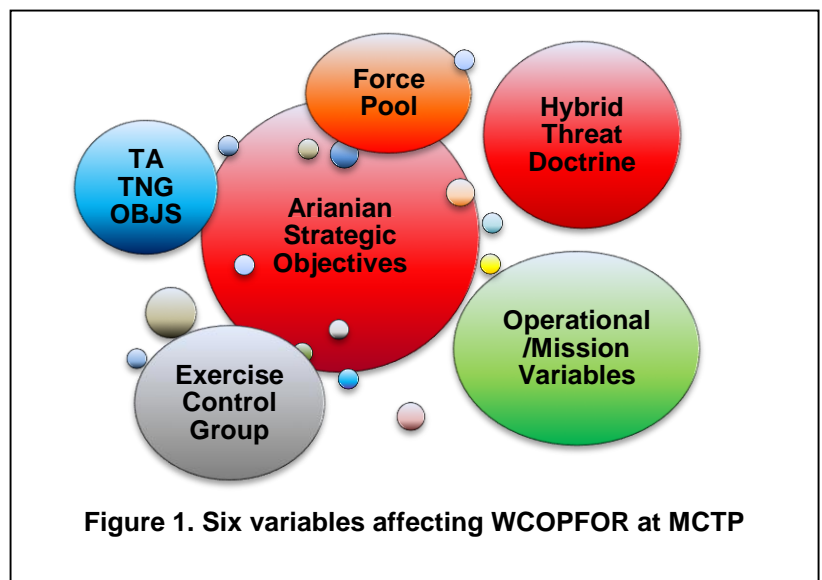 Force
Pool
Hybrid
Threat
Doctrine
TA
TNG
OBJS
Arianian
Strategic
Objectives
Operational
/Mission
Variables
Exercise
Control
Group
Figure 1. Six variables affecting WCOPFOR at MCTP